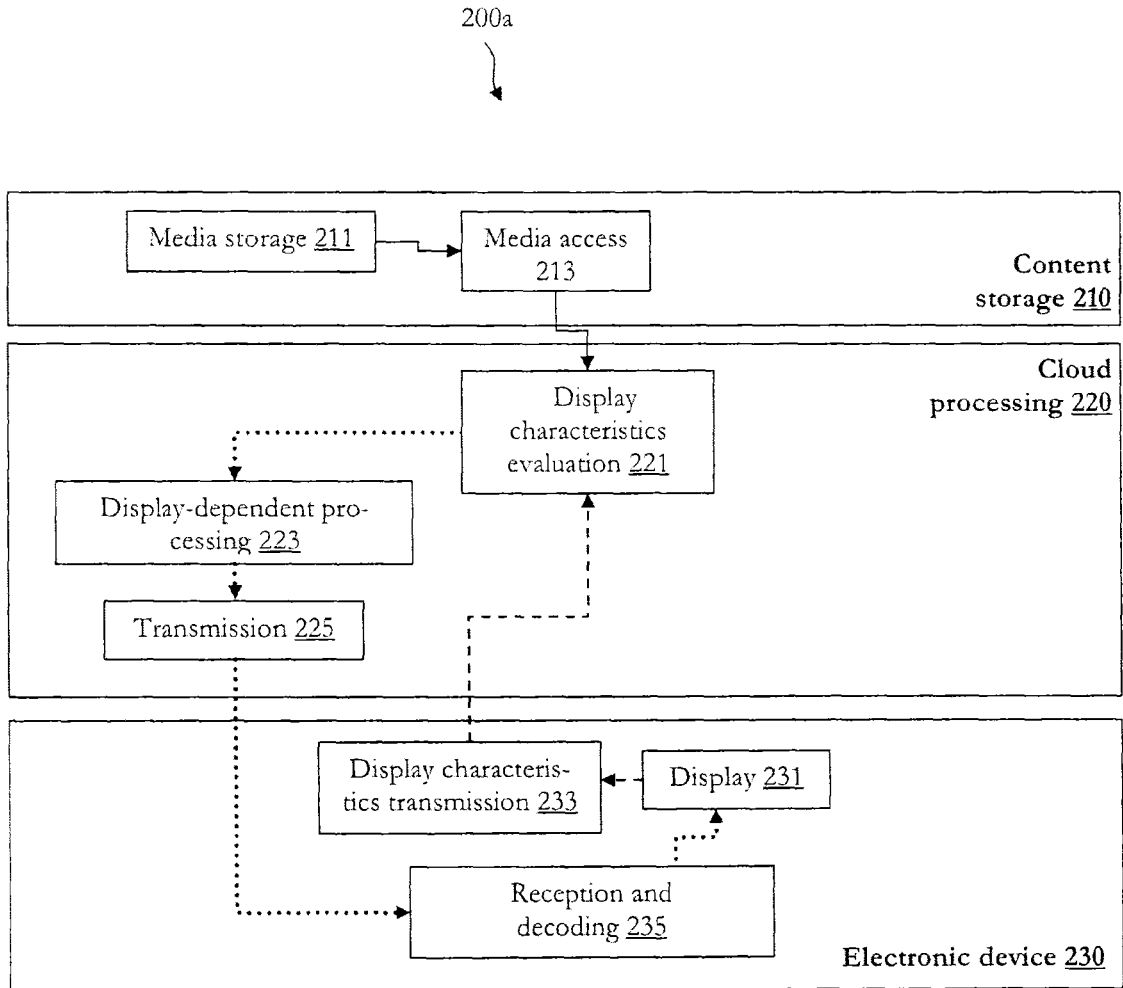 200a
Media storage 211
Media access
213
Content
storage 210
Cloud
processing 220
Display
characteristics
evaluation 221
Display-dependent pro-
cessing 223
Transmission 225
Display characteris-
tics transmission 233
Display 231
Reception and
decoding 235
Electronic device 230